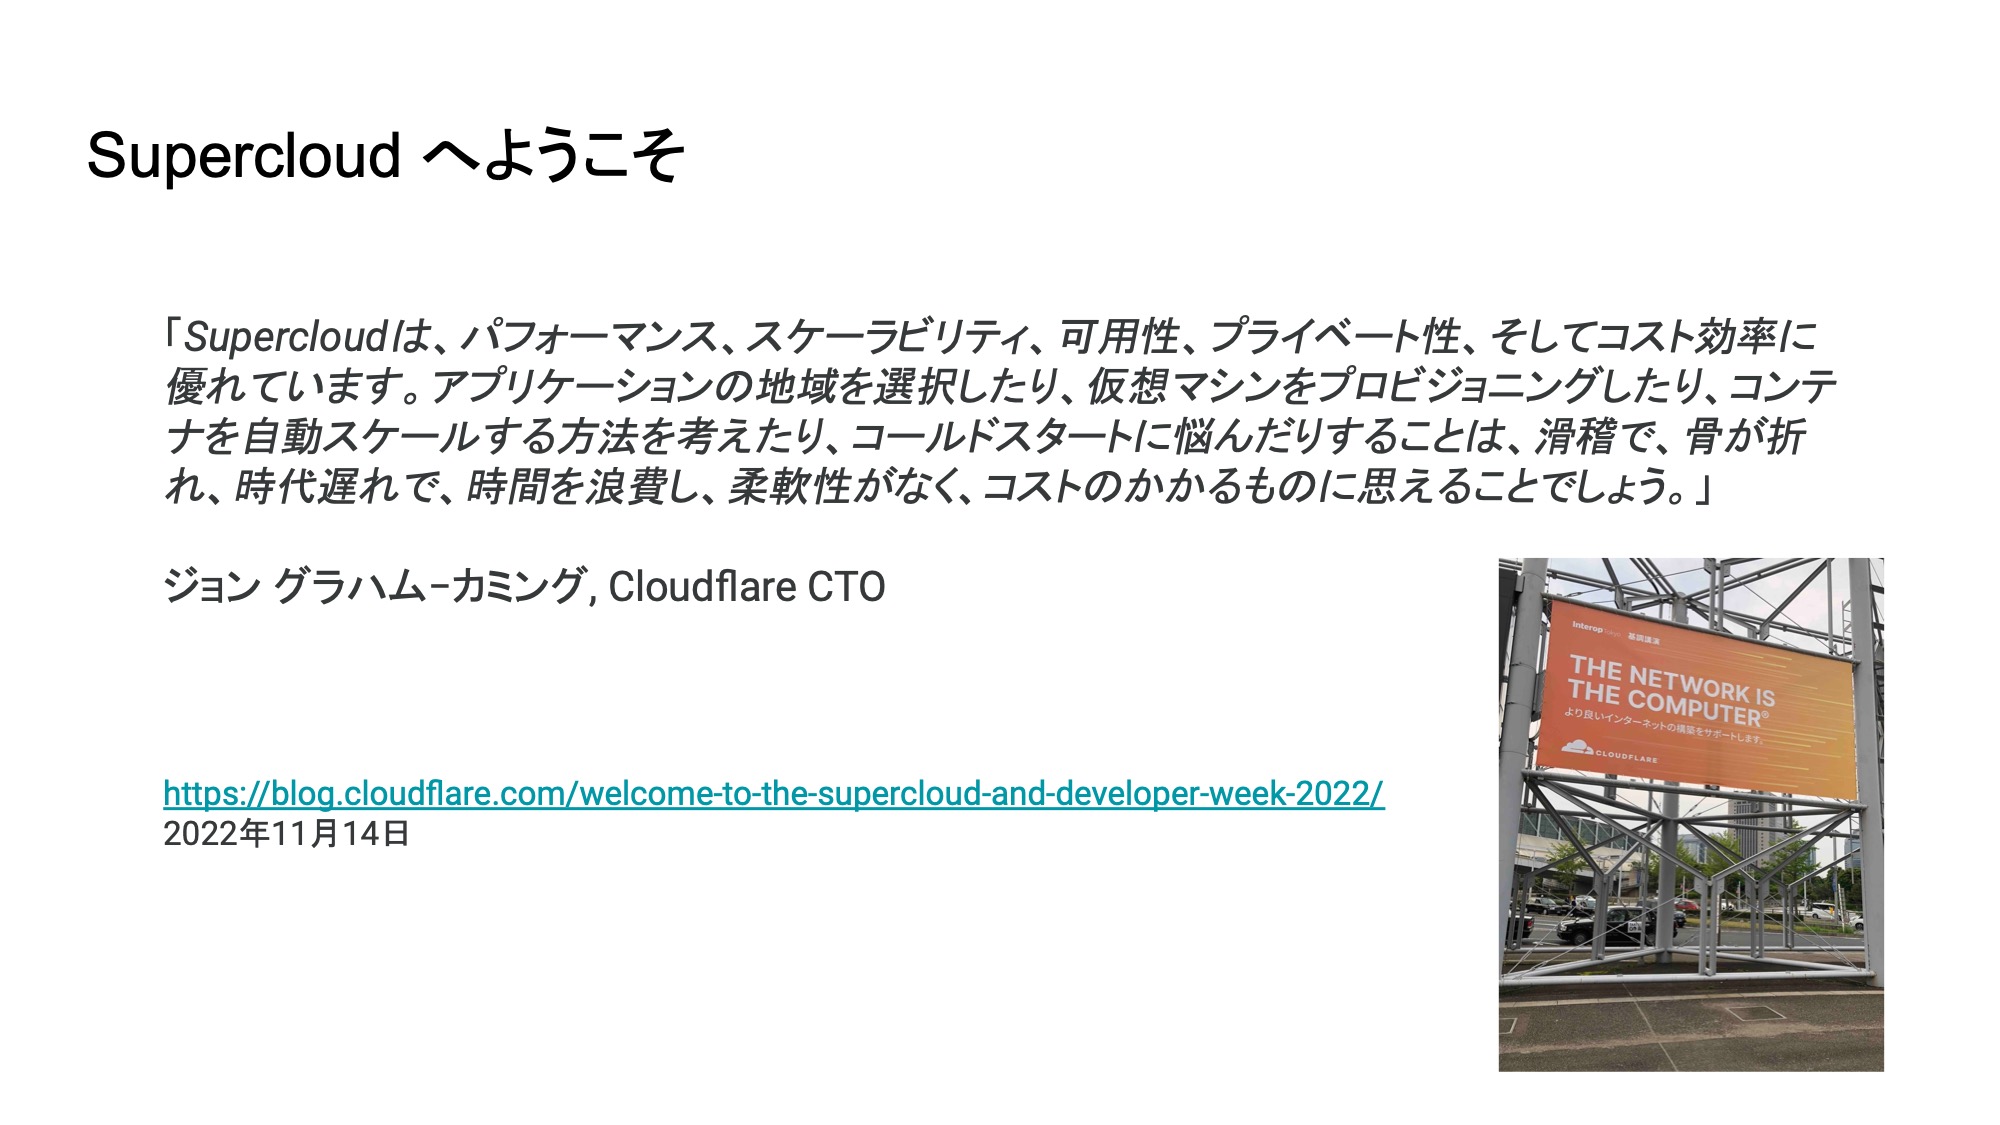 Supercloud へようこそ
「Supercloudは、パフォーマンス、スケーラビリティ、可用性、プライベート性、そしてコスト効率に
優れています。アプリケーションの地域を選択したり、仮想マシンをプロビジョニングしたり、コンテ
ナを自動スケールする方法を考えたり、コールドスタートに悩んだりすることは、滑稽で、骨が折
れ、時代遅れで、時間を浪費し、柔軟性がなく、コストのかかるものに思えることでしょう。」
ジョン グラハム-カミング, Cloudflare CTO
https://blog.cloudflare.com/welcome-to-the-supercloud-and-developer-week-2022/
2022年11月14日
Interop Tokyo 基調講演
THE NETWORK IS
THE COMPUTER®
より良いインターネットの構築をサポートします。
CLOUDFLARE